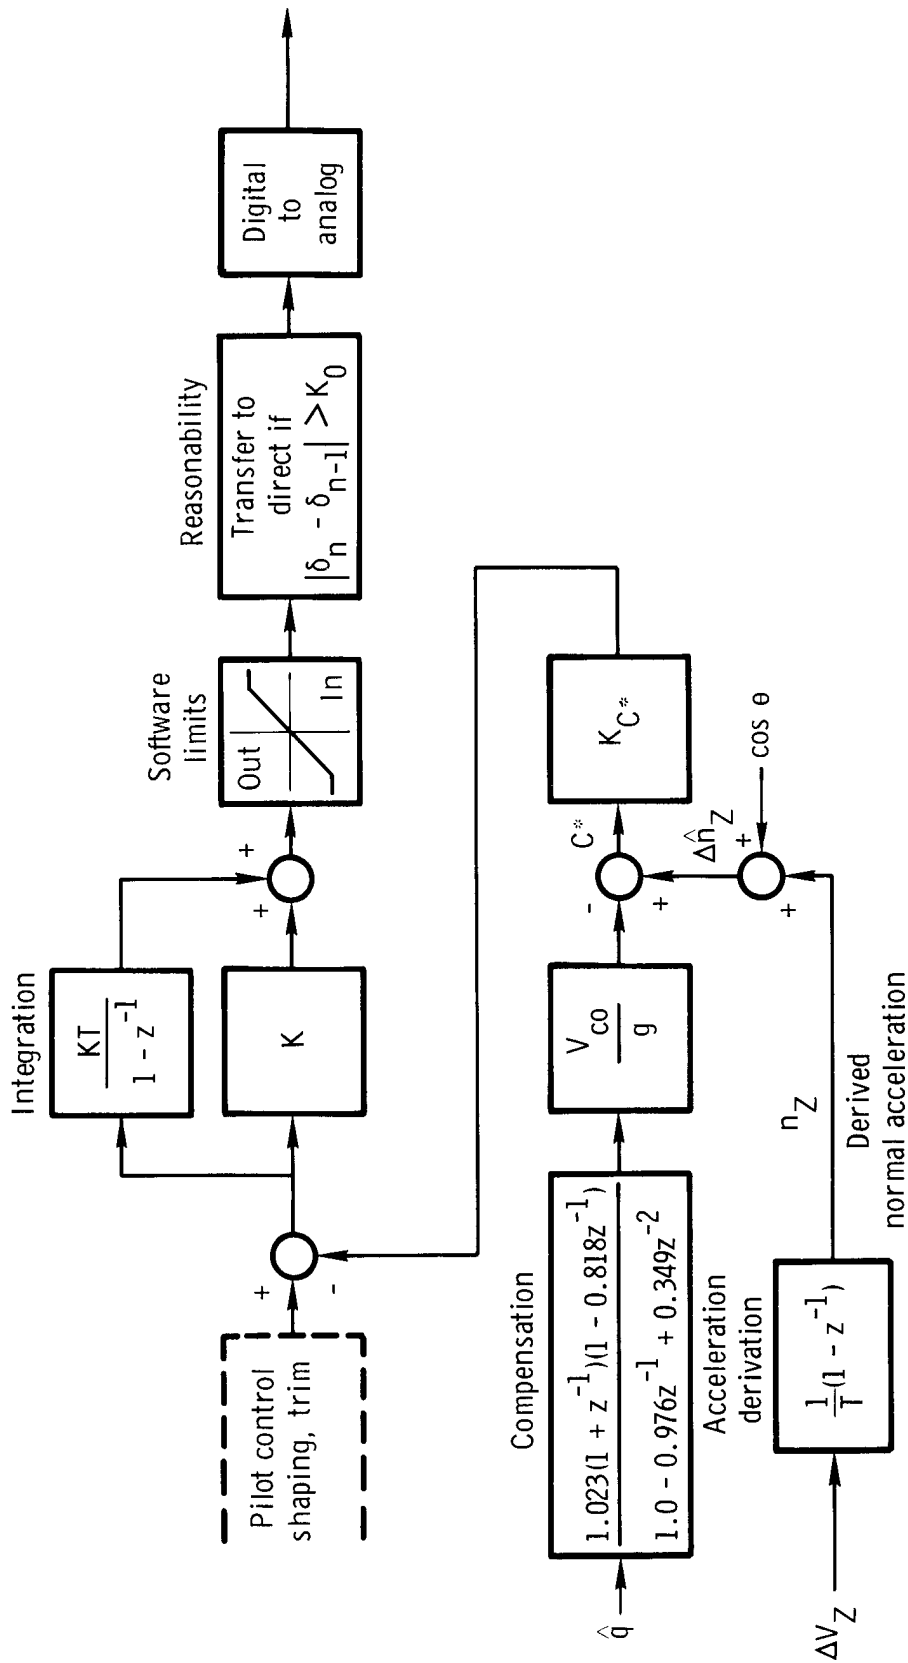 Integration
KT
1 - z⁻¹
Pilot control
shaping, trim
+
-
K
+
+
Software
limits
Out
In
Reasonability
Transfer to
direct if
|δₙ - δₙ₋₁| > K₀
Digital
to
analog
Compensation
q̂
1.023(1 + z⁻¹)(1 - 0.818z⁻¹)
1.0 - 0.976z⁻¹ + 0.349z⁻²
V_co
g
-
+
C*
K_C*
Δn̂_Z
+
+
cos θ
Acceleration
derivation
ΔV_Z
1
T
(1 - z⁻¹)
n_Z
Derived
normal acceleration